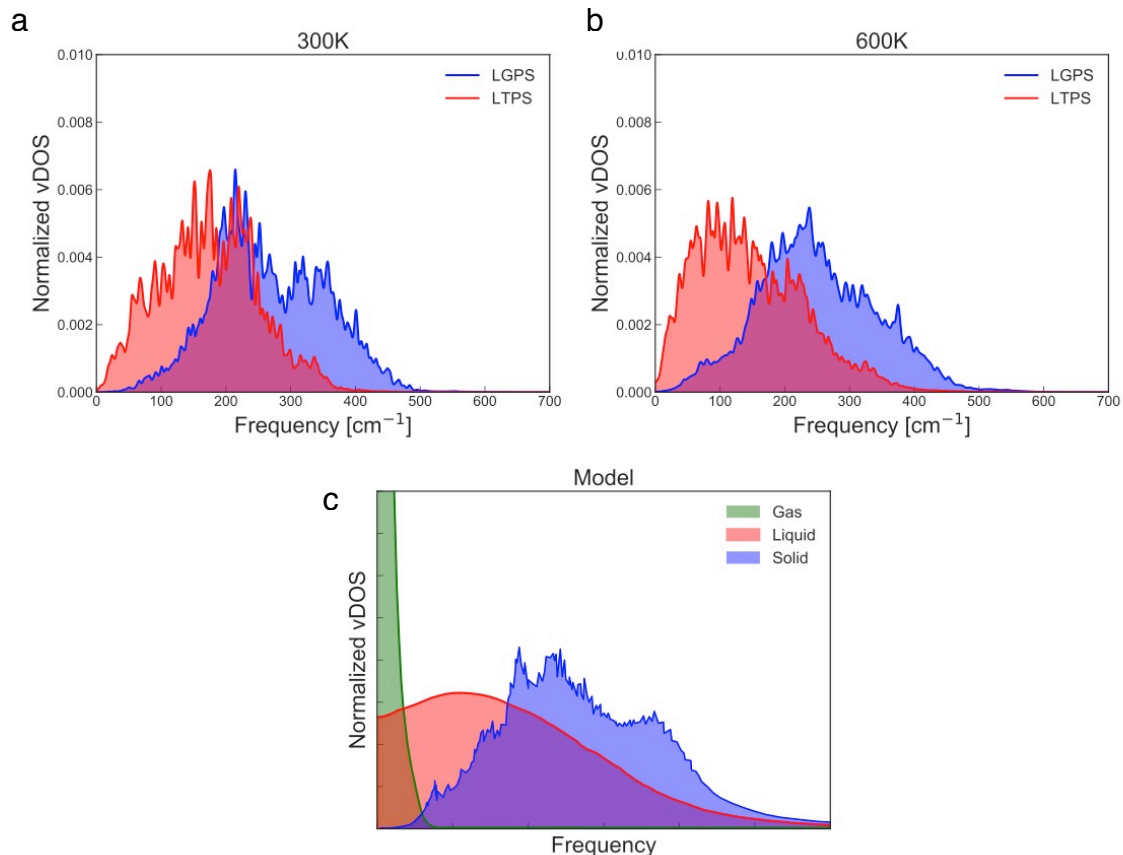 a
300K
0.010
0.008
0.006
0.004
0.002
0.000
0 100 200 300 400 500 600 700
Normalized vDOS
Frequency [cm⁻¹]
LGPS
LTPS
b
600K
0.010
0.008
0.006
0.004
0.002
0.000
0 100 200 300 400 500 600 700
Normalized vDOS
Frequency [cm⁻¹]
LGPS
LTPS
c
Model
Normalized vDOS
Frequency
Gas
Liquid
Solid